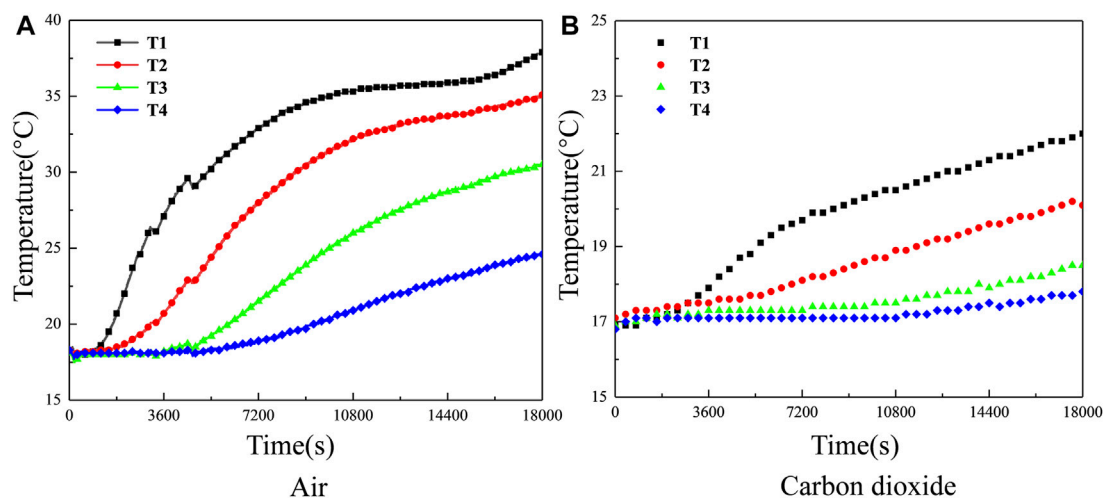 A
40
35
30
25
20
15
Temperature(°C)
T1
T2
T3
T4
0 3600 7200 10800 14400 18000
Time(s)
Air
B
25
23
21
19
17
15
Temperature(°C)
T1
T2
T3
T4
0 3600 7200 10800 14400 18000
Time(s)
Carbon dioxide